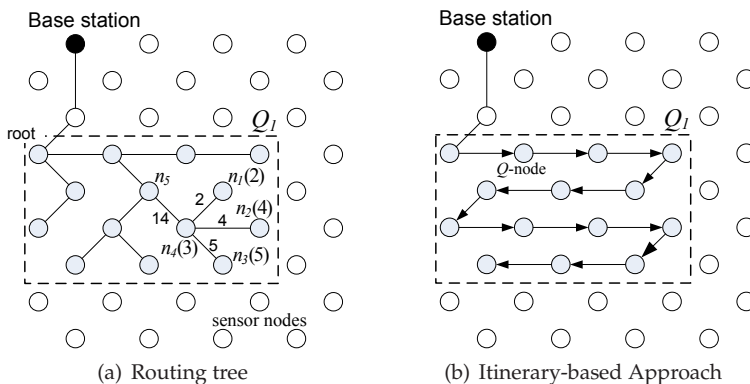 Base station
Q1
root
n5
n1(2)
2
n2(4)
14
4
n4(3)
5
n3(5)
sensor nodes
(a) Routing tree
Base station
Q1
Q-node
(b) Itinerary-based Approach